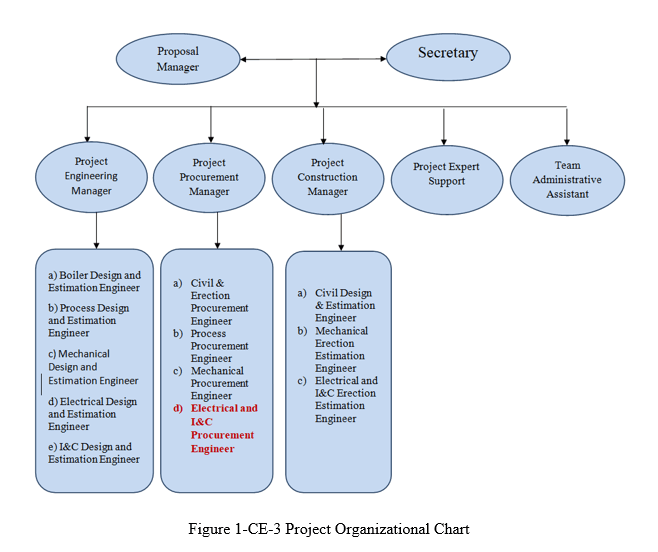 Proposal
Manager
Secretary
Project
Engineering
Manager
Project
Procurement
Manager
Project
Construction
Manager
Project Expert
Support
Team
Administrative
Assistant
a) Boiler Design and
Estimation Engineer
b) Process Design
and Estimation
Engineer
c) Mechanical
Design and
Estimation Engineer
d) Electrical Design
and Estimation
Engineer
e) I&C Design and
Estimation Engineer
a) Civil &
Erection
Procurement
Engineer
b) Process
Procurement
Engineer
c) Mechanical
Procurement
Engineer
d) Electrical and
I&C
Procurement
Engineer
a) Civil Design
& Estimation
Engineer
b) Mechanical
Erection
Estimation
Engineer
c) Electrical and
I&C Erection
Estimation
Engineer
Figure 1-CE-3 Project Organizational Chart